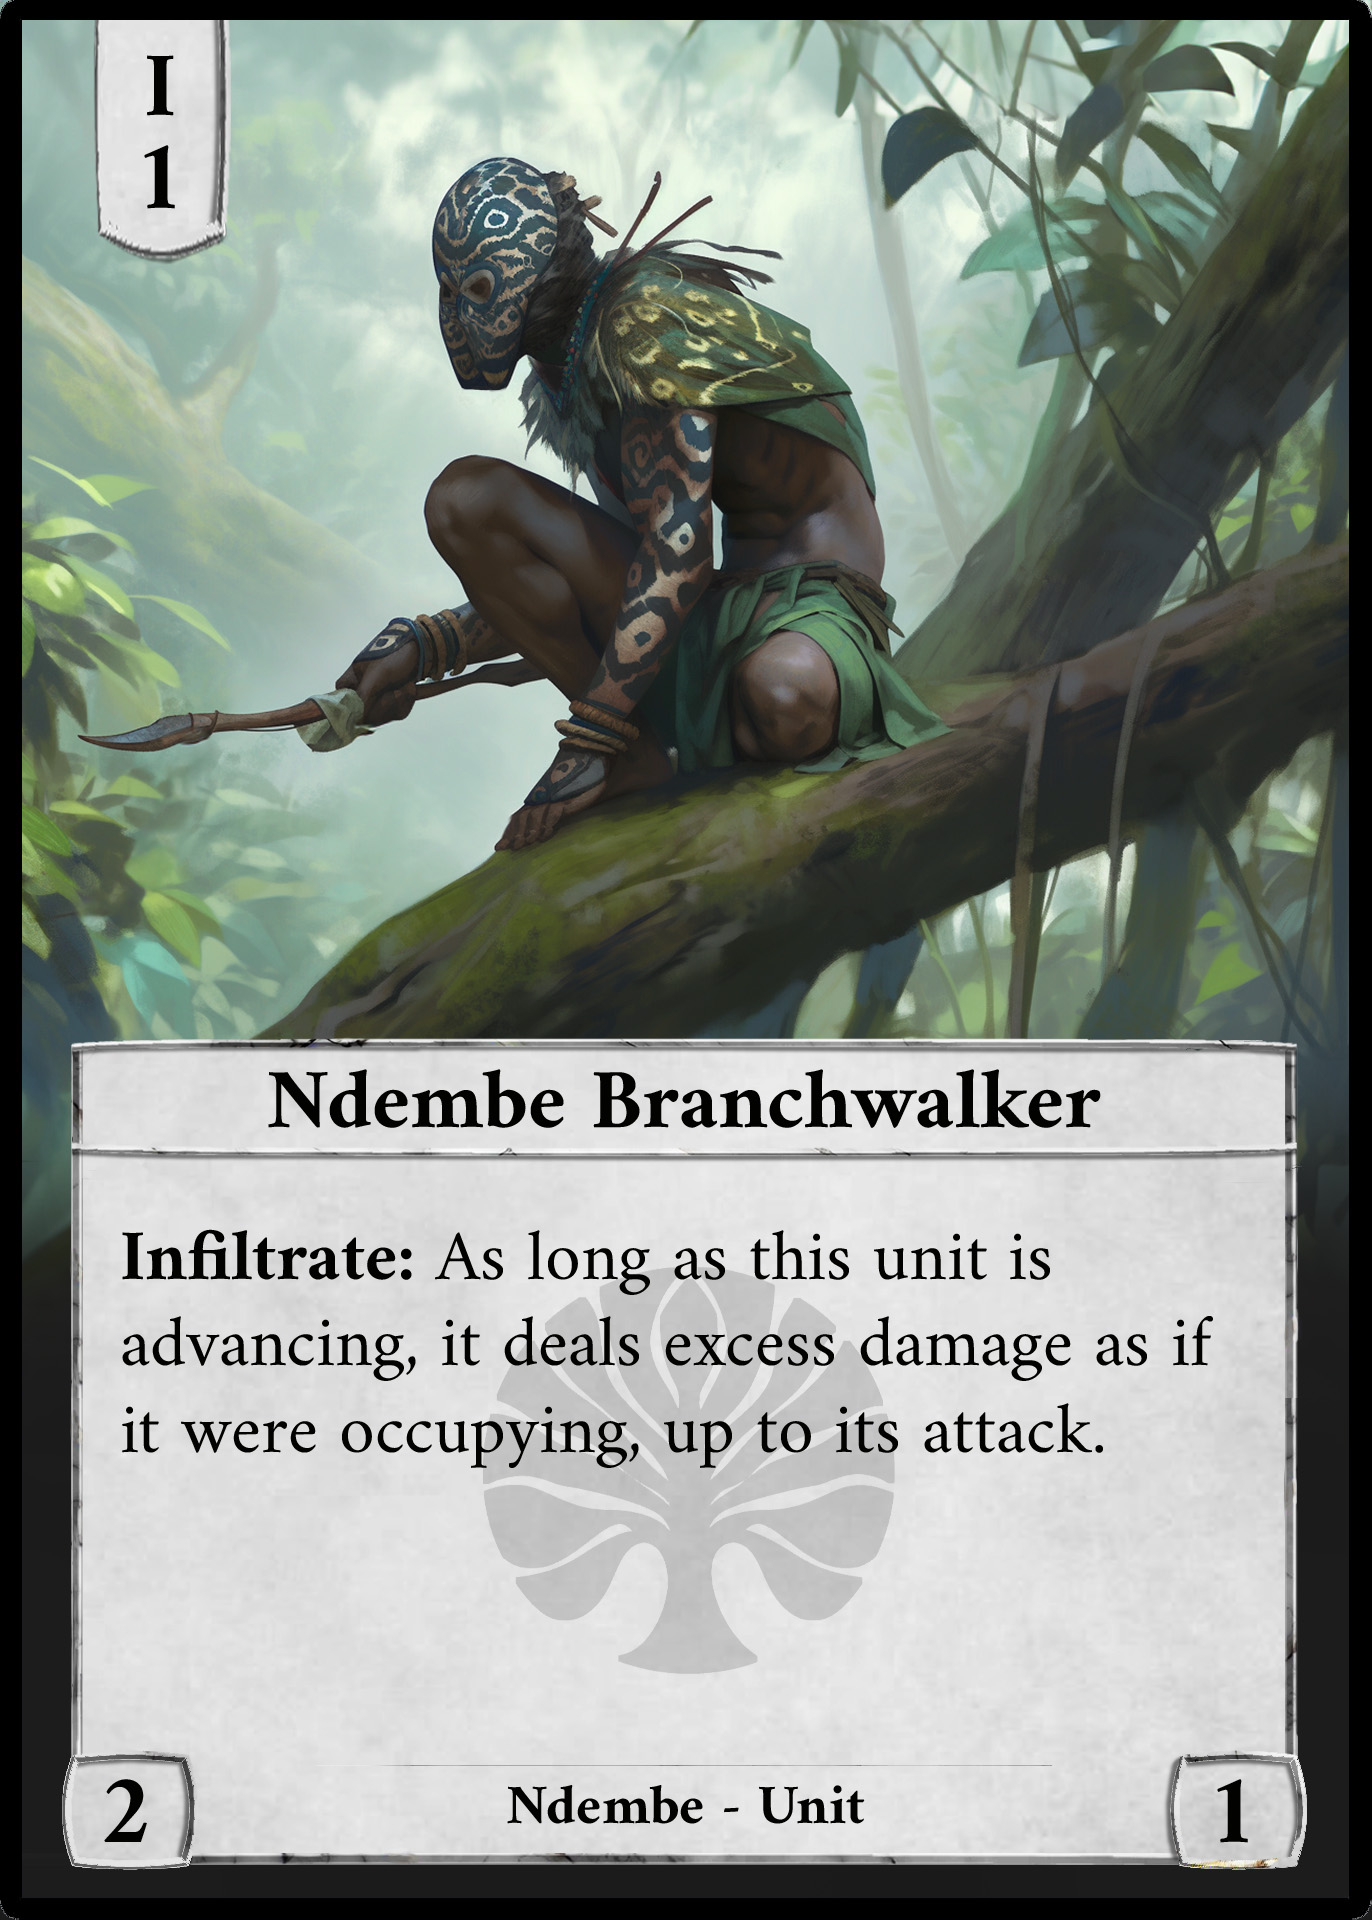 I
1
Ndembe Branchwalker
Infiltrate: As long as this unit is
advancing, it deals excess damage as if
it were occupying, up to its attack.
2
Ndembe - Unit
1